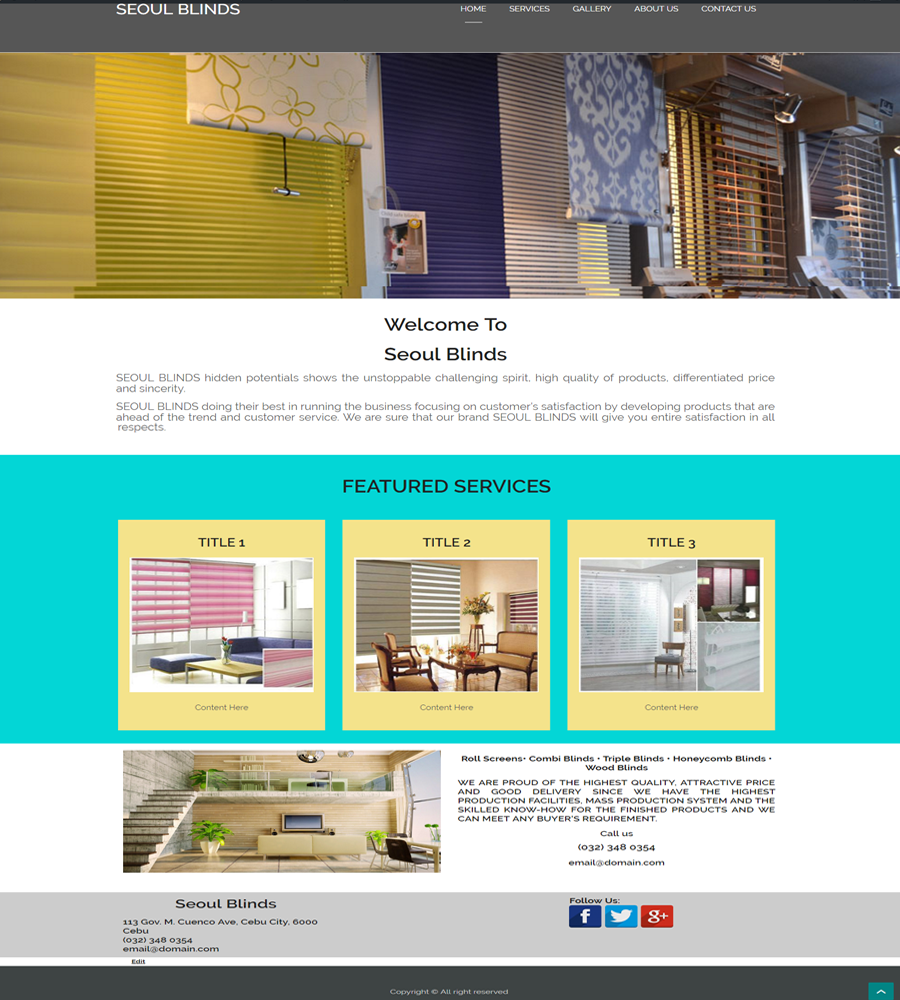 SEOUL BLINDS
HOME SERVICES GALLERY ABOUT US CONTACT US
Welcome To
Seoul Blinds
SEOUL BLINDS hidden potentials shows the unstoppable challenging spirit, high quality of products, differentiated price
and sincerity.
SEOUL BLINDS doing their best in running the business focusing on customer's satisfaction by developing products that are
ahead of the trend and customer service. We are sure that our brand SEOUL BLINDS will give you entire satisfaction in all
respects.
FEATURED SERVICES
TITLE 1
TITLE 2
TITLE 3
Content Here
Content Here
Content Here
Roll Screens• Combi Blinds • Triple Blinds • Honeycomb Blinds •
Wood Blinds
WE ARE PROUD OF THE HIGHEST QUALITY, ATTRACTIVE PRICE
AND GOOD DELIVERY SINCE WE HAVE THE HIGHEST
PRODUCTION FACILITIES, MASS PRODUCTION SYSTEM AND THE
SKILLED KNOW-HOW FOR THE FINISHED PRODUCTS AND WE
CAN MEET ANY BUYER'S REQUIREMENT.
Call us
(032) 348 0354
email@domain.com
Seoul Blinds
113 Gov. M. Cuenco Ave, Cebu City, 6000
Cebu
(032) 348 0354
email@domain.com
Edit
Follow Us:
f
g+
Copyright © All right reserved